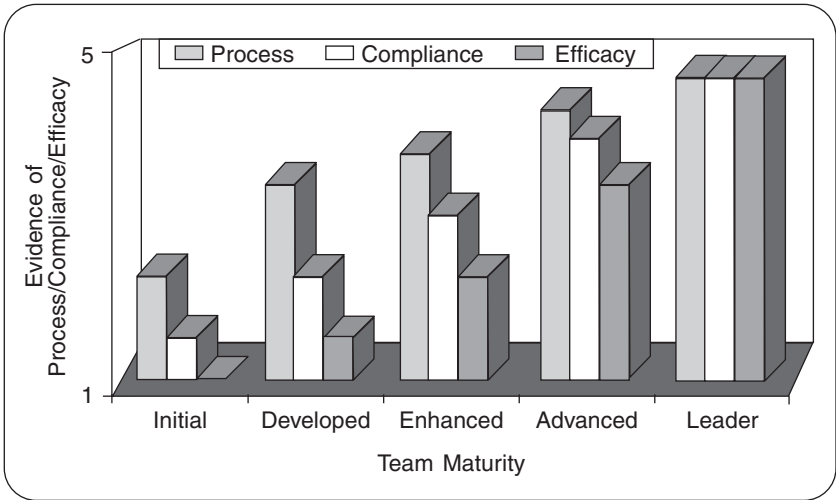 5
Process Compliance Efficacy
Evidence of
Process/Compliance/Efficacy
1
Initial Developed Enhanced Advanced Leader
Team Maturity